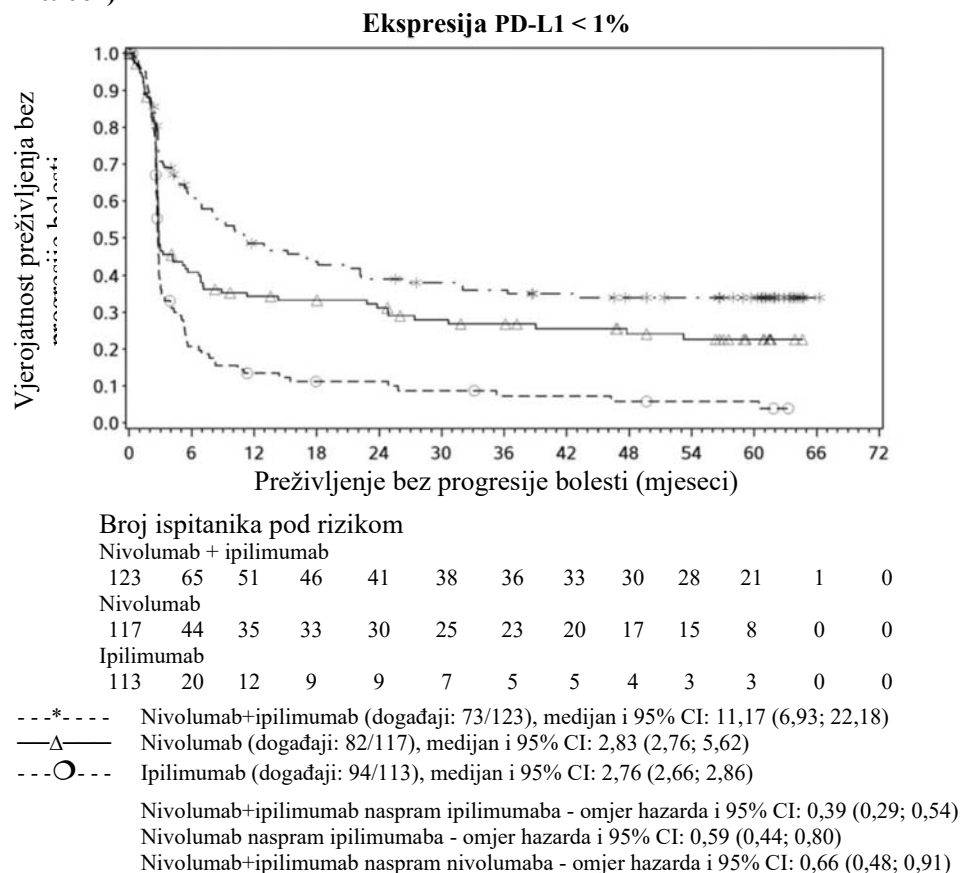 Ekspresija PD-L1 < 1%
Vjerojatnost preživljenja bez
1.0
0.9
0.8
0.7
0.6
0.5
0.4
0.3
0.2
0.1
0.0
0 6 12 18 24 30 36 42 48 54 60 66 72
Preživljenje bez progresije bolesti (mjeseci)
Broj ispitanika pod rizikom
Nivolumab + ipilimumab
123 65 51 46 41 38 36 33 30 28 21 1 0
Nivolumab
117 44 35 33 30 25 23 20 17 15 8 0 0
Ipilimumab
113 20 12 9 9 7 5 5 4 3 3 0 0
- - -*- - - - Nivolumab+ipilimumab (događaji: 73/123), medijan i 95% CI: 11,17 (6,93; 22,18)
──Δ─── Nivolumab (događaji: 82/117), medijan i 95% CI: 2,83 (2,76; 5,62)
- - -❍- - - Ipilimumab (događaji: 94/113), medijan i 95% CI: 2,76 (2,66; 2,86)
Nivolumab+ipilimumab naspram ipilimumaba - omjer hazarda i 95% CI: 0,39 (0,29; 0,54)
Nivolumab naspram ipilimumaba - omjer hazarda i 95% CI: 0,59 (0,44; 0,80)
Nivolumab+ipilimumab naspram nivolumaba - omjer hazarda i 95% CI: 0,66 (0,48; 0,91)